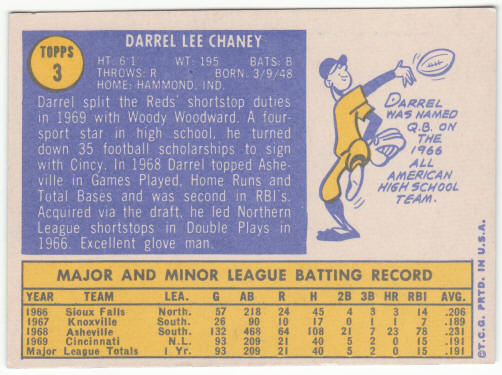 TOPPS
3
DARREL LEE CHANEY
HT: 6'1 WT: 195 BATS: B
THROWS: R BORN: 3/9/48
HOME: HAMMOND, IND.
Darrel split the Reds' shortstop duties
in 1969 with Woody Woodward. A four-
sport star in high school, he turned
down 35 football scholarships to sign
with Cincy. In 1968 Darrel topped Ashe-
ville in Games Played, Home Runs and
Total Bases and was second in RBI's.
Acquired via the draft, he led Northern
League shortstops in Double Plays in
1966. Excellent glove man.
DARREL
WAS NAMED
Q.B. ON
THE
1966
ALL
AMERICAN
HIGH SCHOOL
TEAM.
MAJOR AND MINOR LEAGUE BATTING RECORD
YEAR TEAM LEA. G AB R H 2B 3B HR RBI AVG.
1966 Sioux Falls North. 57 218 24 45 4 3 3 14 .206
1967 Knoxville South. 26 90 10 17 0 1 1 7 .189
1968 Asheville South. 132 468 64 108 21 7 23 78 .231
1969 Cincinnati N.L. 93 209 21 40 5 2 0 15 .191
Major League Totals 1 Yr. 93 209 21 40 5 2 0 15 .191
©T.C.G. PRTD. IN U.S.A.